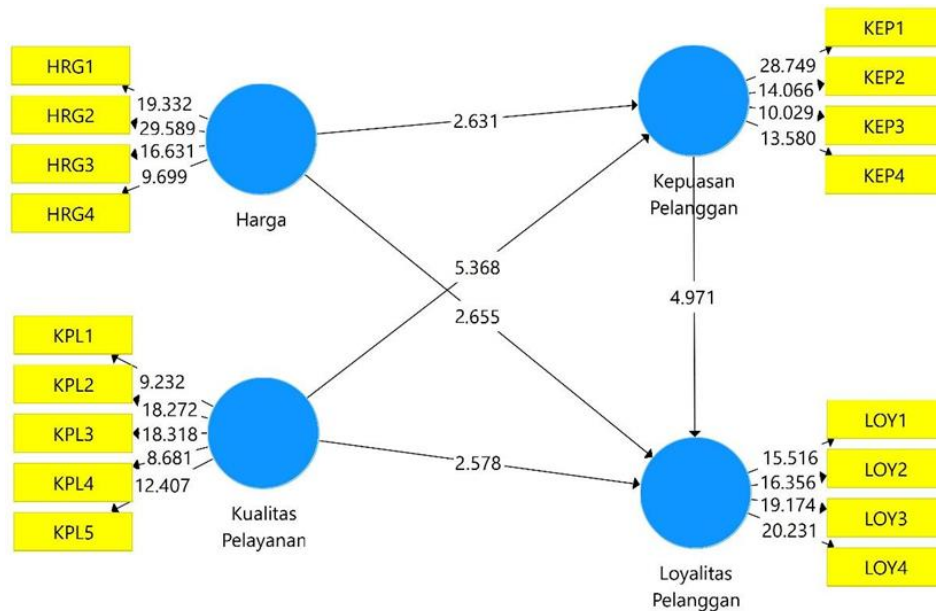 HRG1
HRG2
HRG3
HRG4
19.332
29.589
16.631
9.699
Harga
2.631
KEP1
KEP2
KEP3
KEP4
28.749
14.066
10.029
13.580
Kepuasan
Pelanggan
5.368
2.655
4.971
KPL1
KPL2
KPL3
KPL4
KPL5
9.232
18.272
18.318
8.681
12.407
Kualitas
Pelayanan
2.578
LOY1
LOY2
LOY3
LOY4
15.516
16.356
19.174
20.231
Loyalitas
Pelanggan